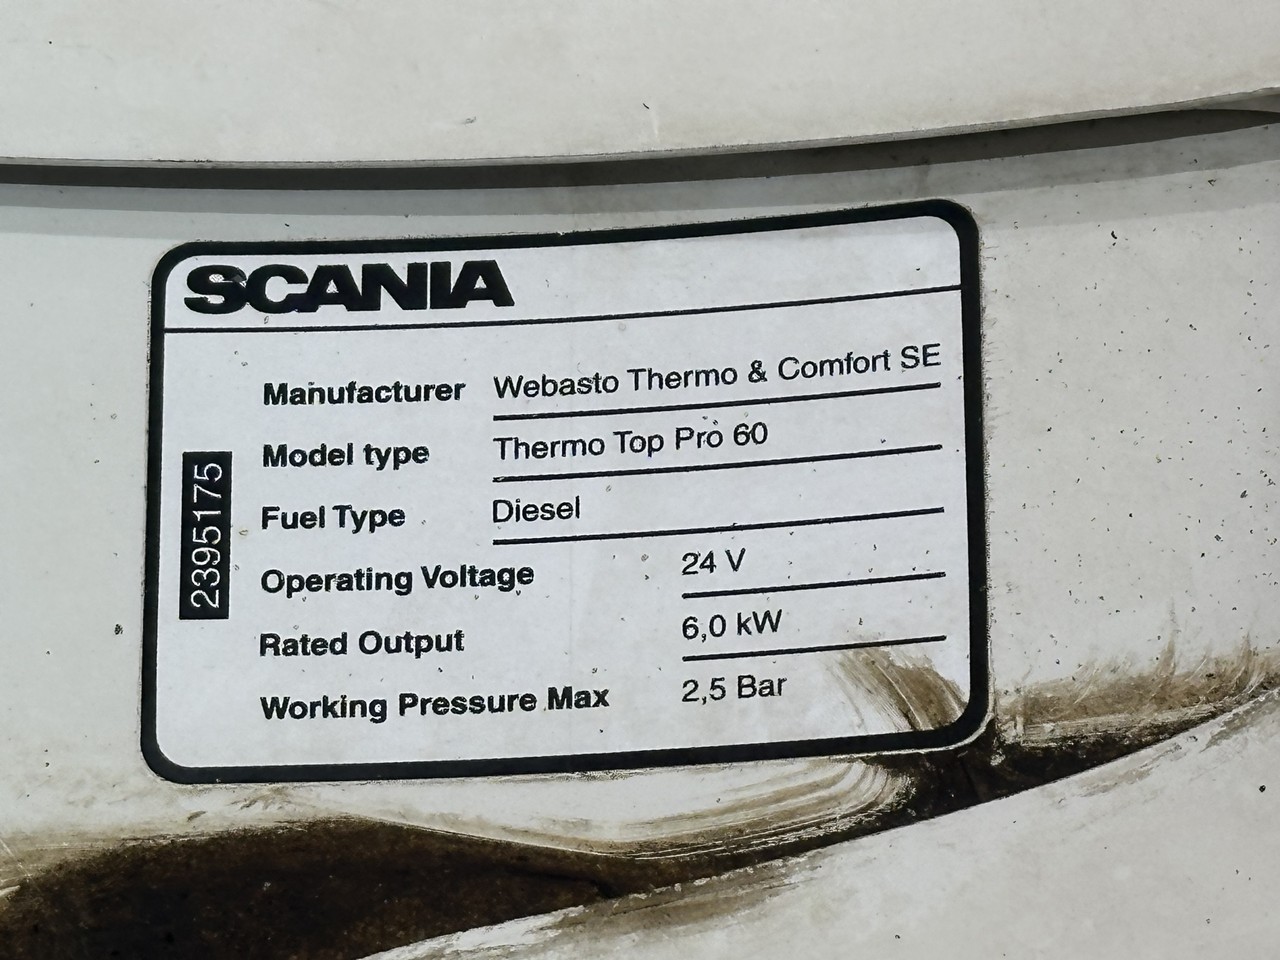 SCANIA
Manufacturer Webasto Thermo & Comfort SE
Model type Thermo Top Pro 60
Fuel Type Diesel
Operating Voltage 24 V
Rated Output 6,0 kW
Working Pressure Max 2,5 Bar
2395175